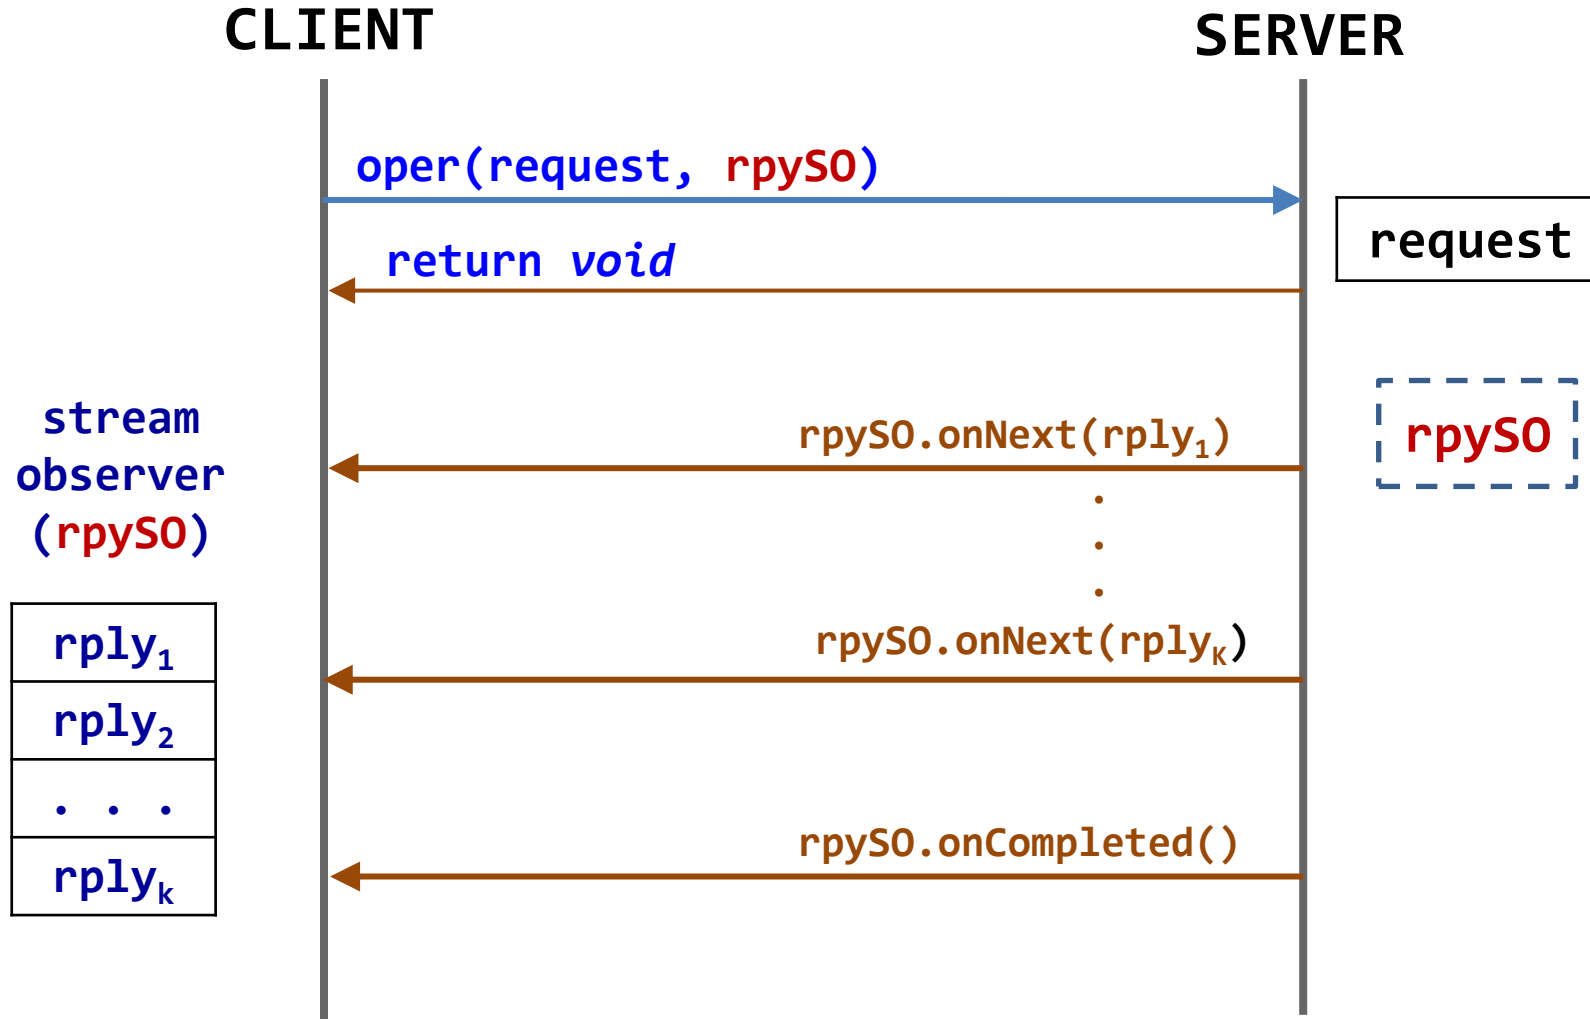 CLIENT
SERVER
oper(request, rpySO)
request
return void
stream
observer
(rpySO)
rpySO.onNext(rply₁)
rpySO
.
.
.
rpySO.onNext(rplyK)
rply₁
rply₂
. . .
rplyₖ
rpySO.onCompleted()